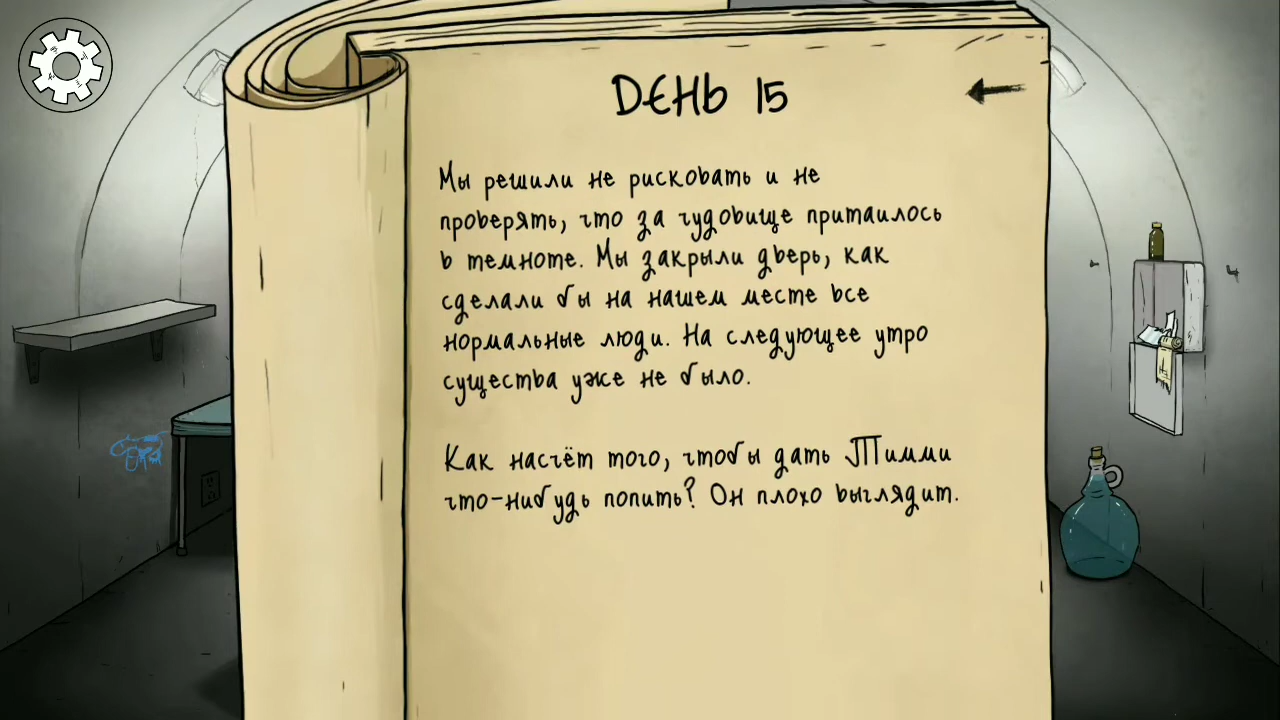 ДЕНЬ 15
Мы решили не рисковать и не
проверять, что за чудовище притаилось
в темноте. Мы закрыли дверь, как
сделали бы на нашем месте все
нормальные люди. На следующее утро
существа уже не было.
Как насчёт того, чтобы дать Тимми
что-нибудь попить? Он плохо выглядит.